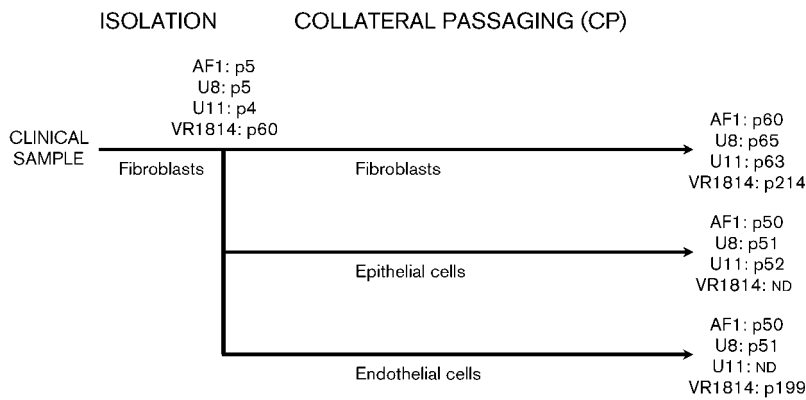 ISOLATION
COLLATERAL PASSAGING (CP)
AF1: p5
U8: p5
U11: p4
VR1814: p60
CLINICAL
SAMPLE
Fibroblasts
Fibroblasts
AF1: p60
U8: p65
U11: p63
VR1814: p214
Epithelial cells
AF1: p50
U8: p51
U11: p52
VR1814: ND
Endothelial cells
AF1: p50
U8: p51
U11: ND
VR1814: p199